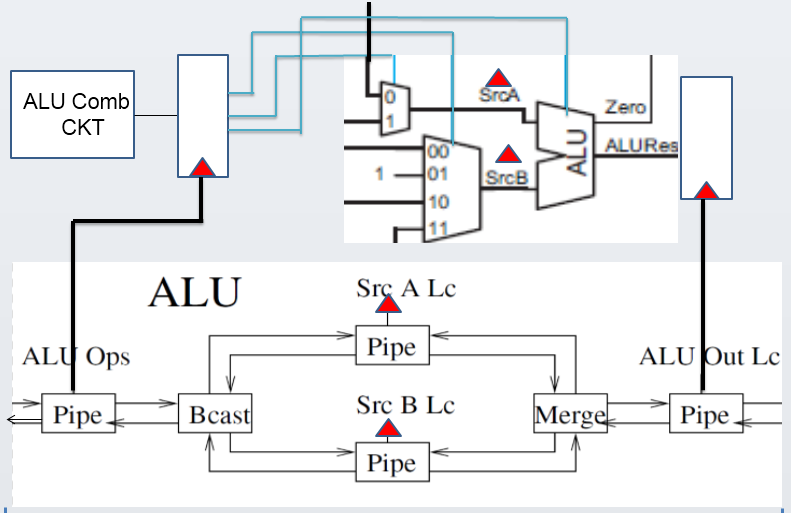 ALU Comb
CKT
0
1
SrcA
Zero
ALU
ALURes
00
01
10
11
1
SrcB
ALU
Src A Lc
ALU Ops
Pipe
ALU Out Lc
Pipe
Bcast
Src B Lc
Merge
Pipe
Pipe